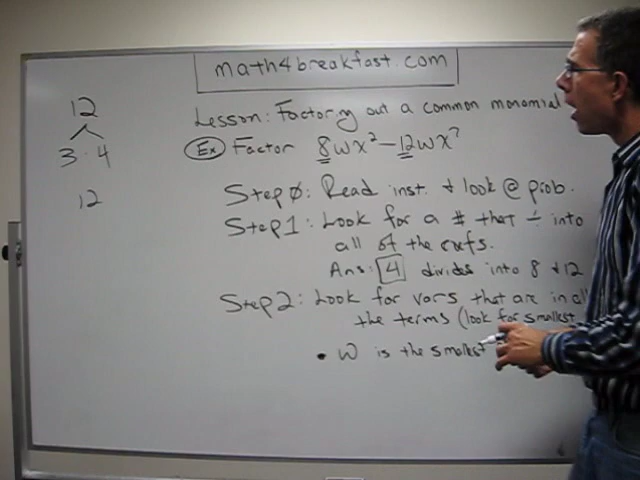 math4breakfast.com
12
3 · 4
12
Lesson: Factoring out a common monomial
Ex Factor 8wx² − 12wx⁷
Step 0: Read inst. & look @ prob.
Step 1: Look for a # that ÷ into
all of the coefs.
Ans: 4 divides into 8 & 12
Step 2: Look for vars that are in all
the terms (look for smallest
• W is the smallest